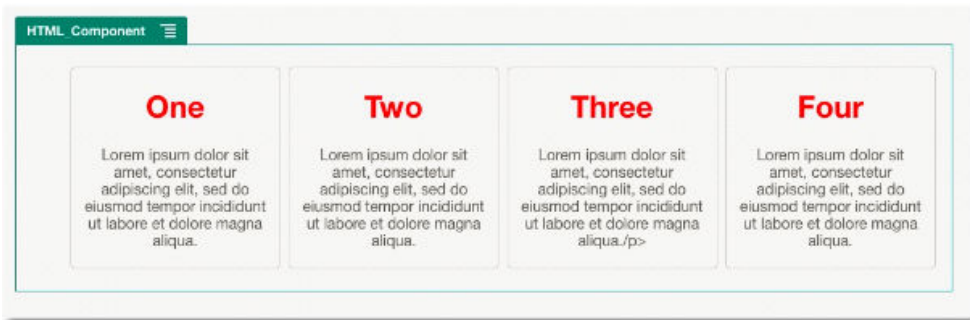 HTML_Component
One
Lorem ipsum dolor sit
amet, consectetur
adipiscing elit, sed do
eiusmod tempor incididunt
ut labore et dolore magna
aliqua.
Two
Lorem ipsum dolor sit
amet, consectetur
adipiscing elit, sed do
eiusmod tempor incididunt
ut labore et dolore magna
aliqua.
Three
Lorem ipsum dolor sit
amet, consectetur
adipiscing elit, sed do
eiusmod tempor incididunt
ut labore et dolore magna
aliqua./p>
Four
Lorem ipsum dolor sit
amet, consectetur
adipiscing elit, sed do
eiusmod tempor incididunt
ut labore et dolore magna
aliqua.